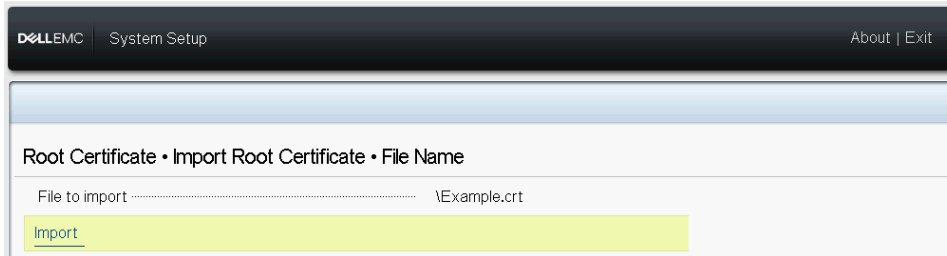 DELLEMC System Setup About | Exit
Root Certificate • Import Root Certificate • File Name
File to import \Example.crt
Import